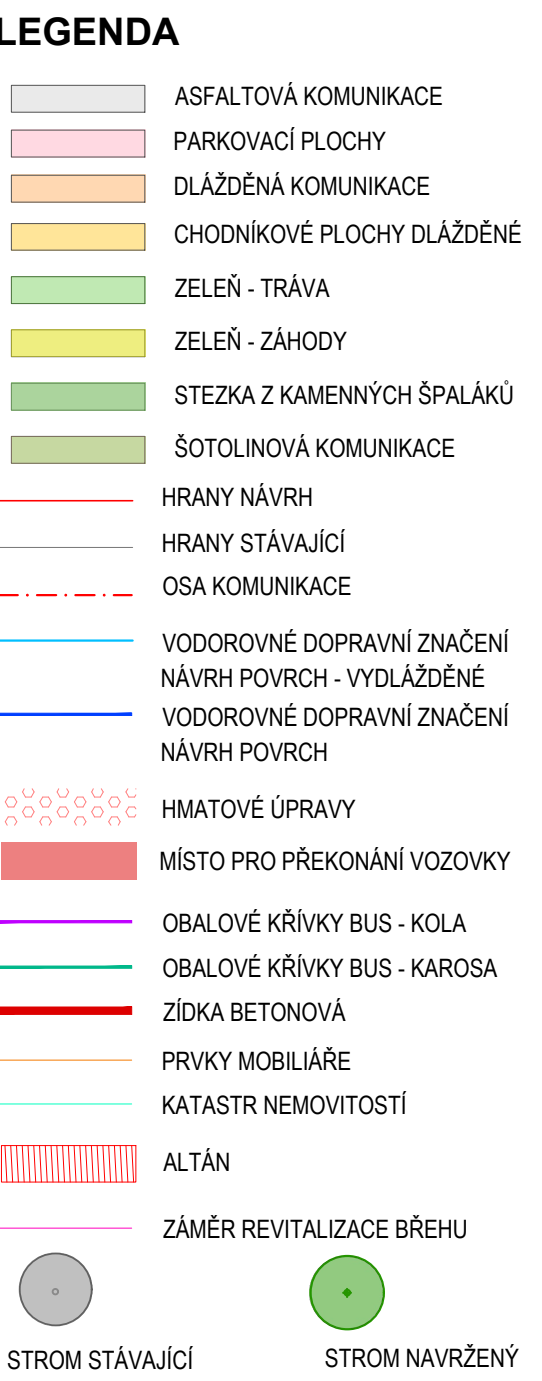 LEGENDA
ASFALTOVÁ KOMUNIKACE
PARKOVACÍ PLOCHY
DLÁŽDĚNÁ KOMUNIKACE
CHODNÍKOVÉ PLOCHY DLÁŽDĚNÉ
ZELEŇ - TRÁVA
ZELEŇ - ZÁHODY
STEZKA Z KAMENNÝCH ŠPALÁKŮ
ŠOTOLINOVÁ KOMUNIKACE
HRANY NÁVRH
HRANY STÁVAJÍCÍ
OSA KOMUNIKACE
VODOROVNÉ DOPRAVNÍ ZNAČENÍ
NÁVRH POVRCH - VYDLÁŽDĚNÉ
VODOROVNÉ DOPRAVNÍ ZNAČENÍ
NÁVRH POVRCH
HMATOVÉ ÚPRAVY
MÍSTO PRO PŘEKONÁNÍ VOZOVKY
OBALOVÉ KŘÍVKY BUS - KOLA
OBALOVÉ KŘÍVKY BUS - KAROSA
ZÍDKA BETONOVÁ
PRVKY MOBILIÁŘE
KATASTR NEMOVITOSTÍ
ALTÁN
ZÁMĚR REVITALIZACE BŘEHU
STROM STÁVAJÍCÍ
STROM NAVRŽENÝ